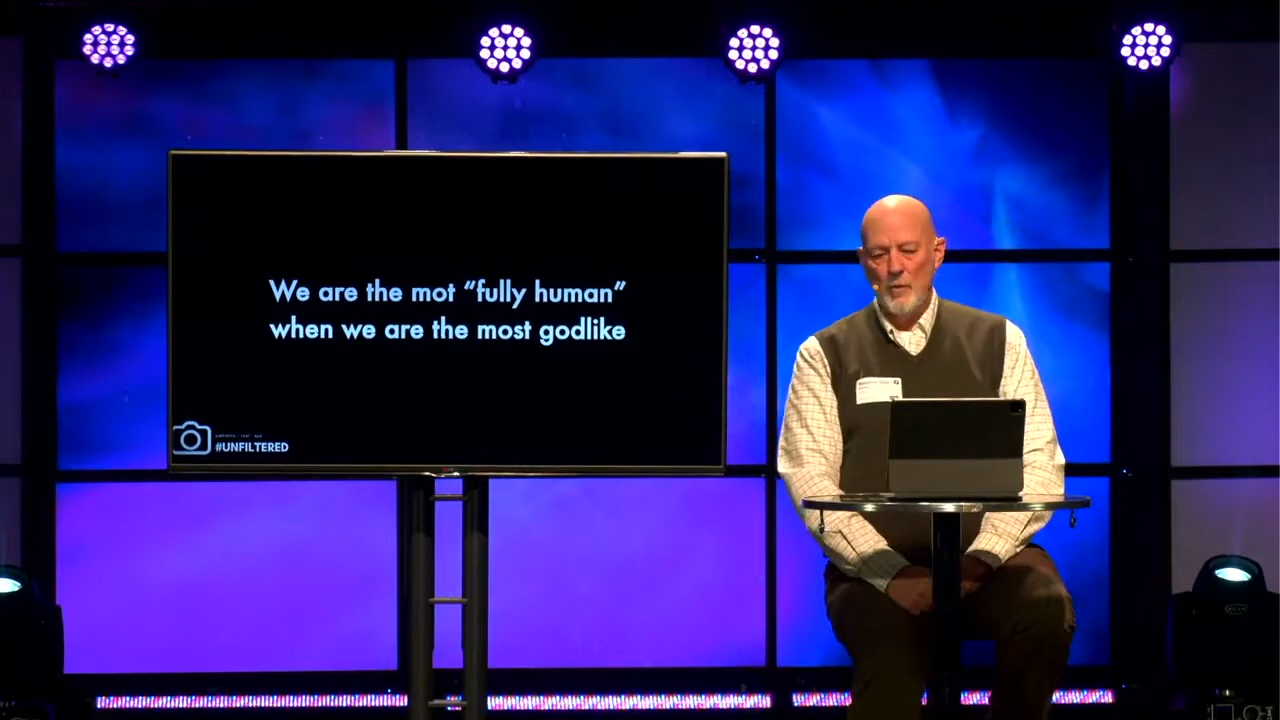 We are the mot “fully human”
when we are the most godlike
#UNFILTERED